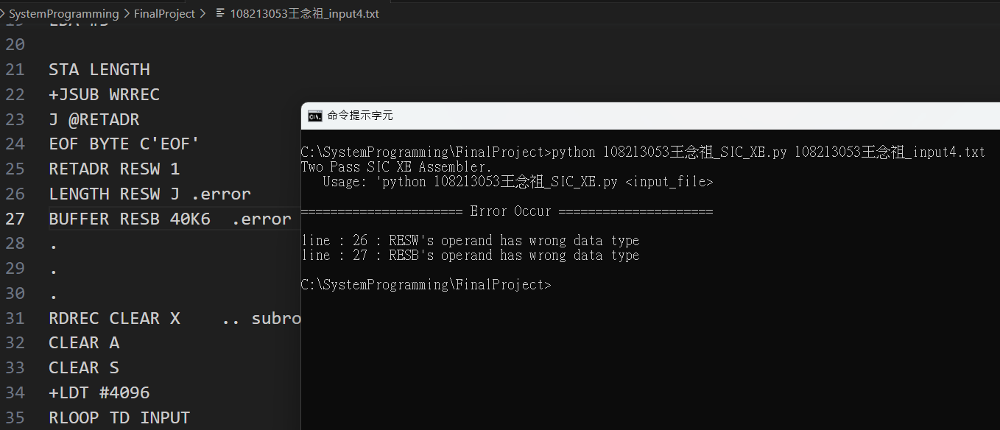 SystemProgramming > FinalProject > 108213053王念祖_input4.txt
20
21 STA LENGTH
22 +JSUB WRREC
23 J @RETADR
24 EOF BYTE C'EOF'
25 RETADR RESW 1
26 LENGTH RESW J .error
27 BUFFER RESB 40K6  .error
28 .
29 .
30 .
31 RDREC CLEAR X    .. subro
32 CLEAR A
33 CLEAR S
34 +LDT #4096
35 RLOOP TD INPUT
命令提示字元
C:\SystemProgramming\FinalProject>python 108213053王念祖_SIC_XE.py 108213053王念祖_input4.txt
Two Pass SIC XE Assembler.
   Usage: 'python 108213053王念祖_SIC_XE.py <input_file>
====================== Error Occur =====================
line : 26 : RESW's operand has wrong data type
line : 27 : RESB's operand has wrong data type
C:\SystemProgramming\FinalProject>